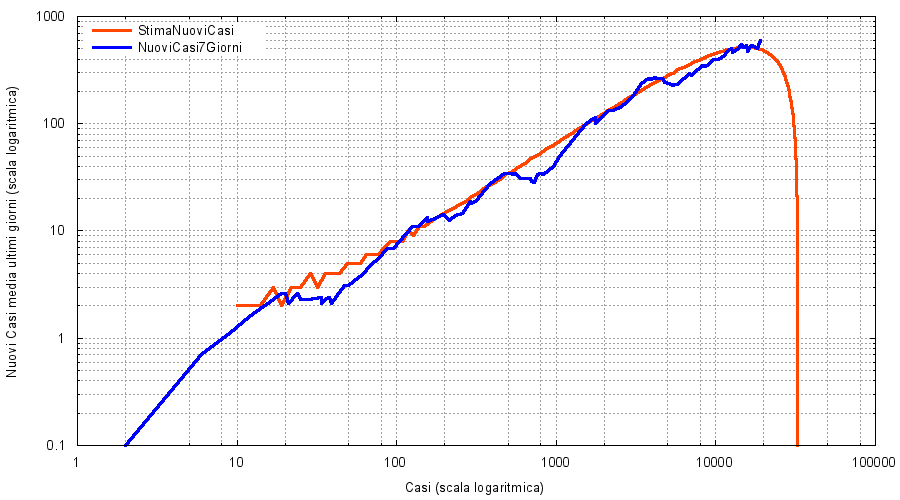 1000
StimaNuoviCasi
NuoviCasi7Giorni
100
10
1
0.1
Nuovi Casi media ultimi giorni (scala logaritmica)
1
10
100
1000
10000
100000
Casi (scala logaritmica)